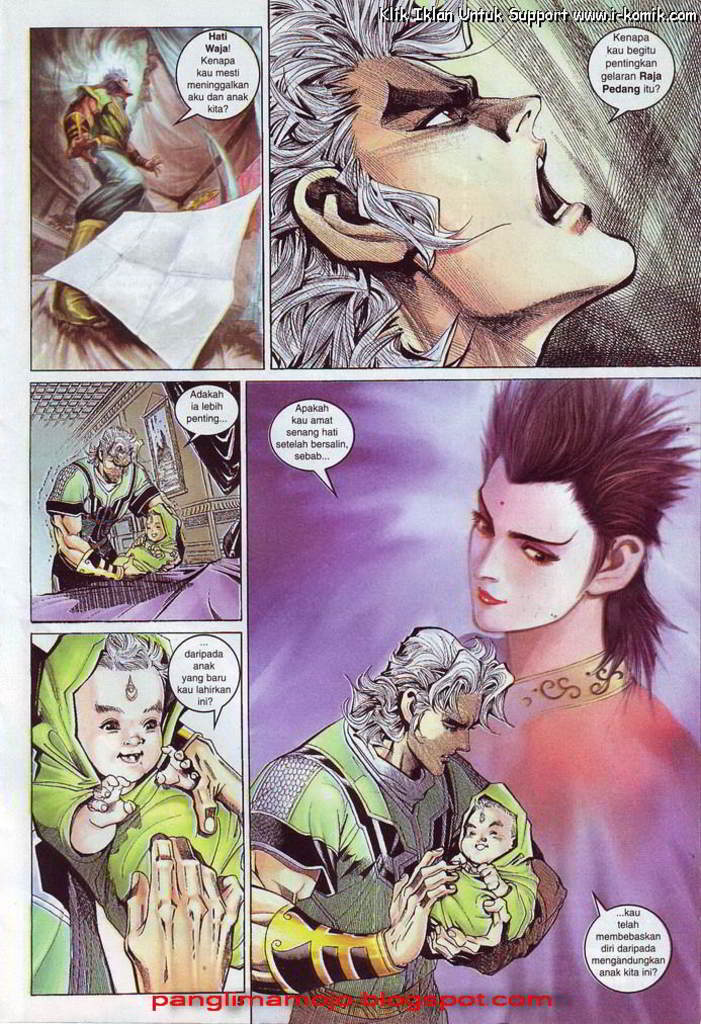 Klik Iklan Untuk Support www.i-komik.com
Hati
Waja!
Kenapa
kau mesti
meninggalkan
aku dan anak
kita?
Kenapa
kau begitu
pentingkan
gelaran Raja
Pedang itu?
Adakah
ia lebih
penting...
Apakah
kau amat
senang hati
setelah bersalin,
sebab...
...
daripada
anak
yang baru
kau lahirkan
ini?
...kau
telah
membebaskan
diri daripada
mengandungkan
anak kita ini?
panglimamojo.blogspot.com